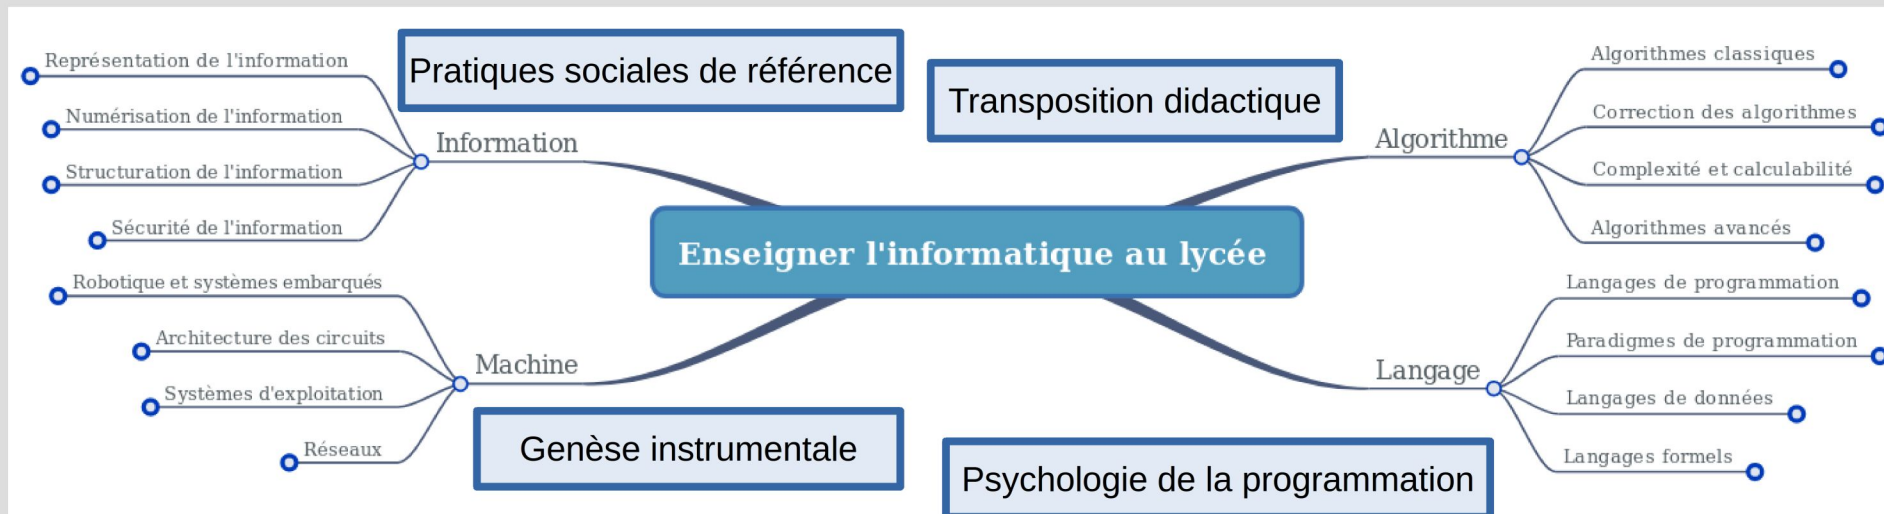 Pratiques sociales de référence
Transposition didactique
Représentation de l'information
Numérisation de l'information
Structuration de l'information
Sécurité de l'information
Information
Algorithme
Algorithmes classiques
Correction des algorithmes
Complexité et calculabilité
Algorithmes avancés
Enseigner l'informatique au lycée
Robotique et systèmes embarqués
Architecture des circuits
Systèmes d'exploitation
Réseaux
Machine
Langage
Langages de programmation
Paradigmes de programmation
Langages de données
Langages formels
Genèse instrumentale
Psychologie de la programmation